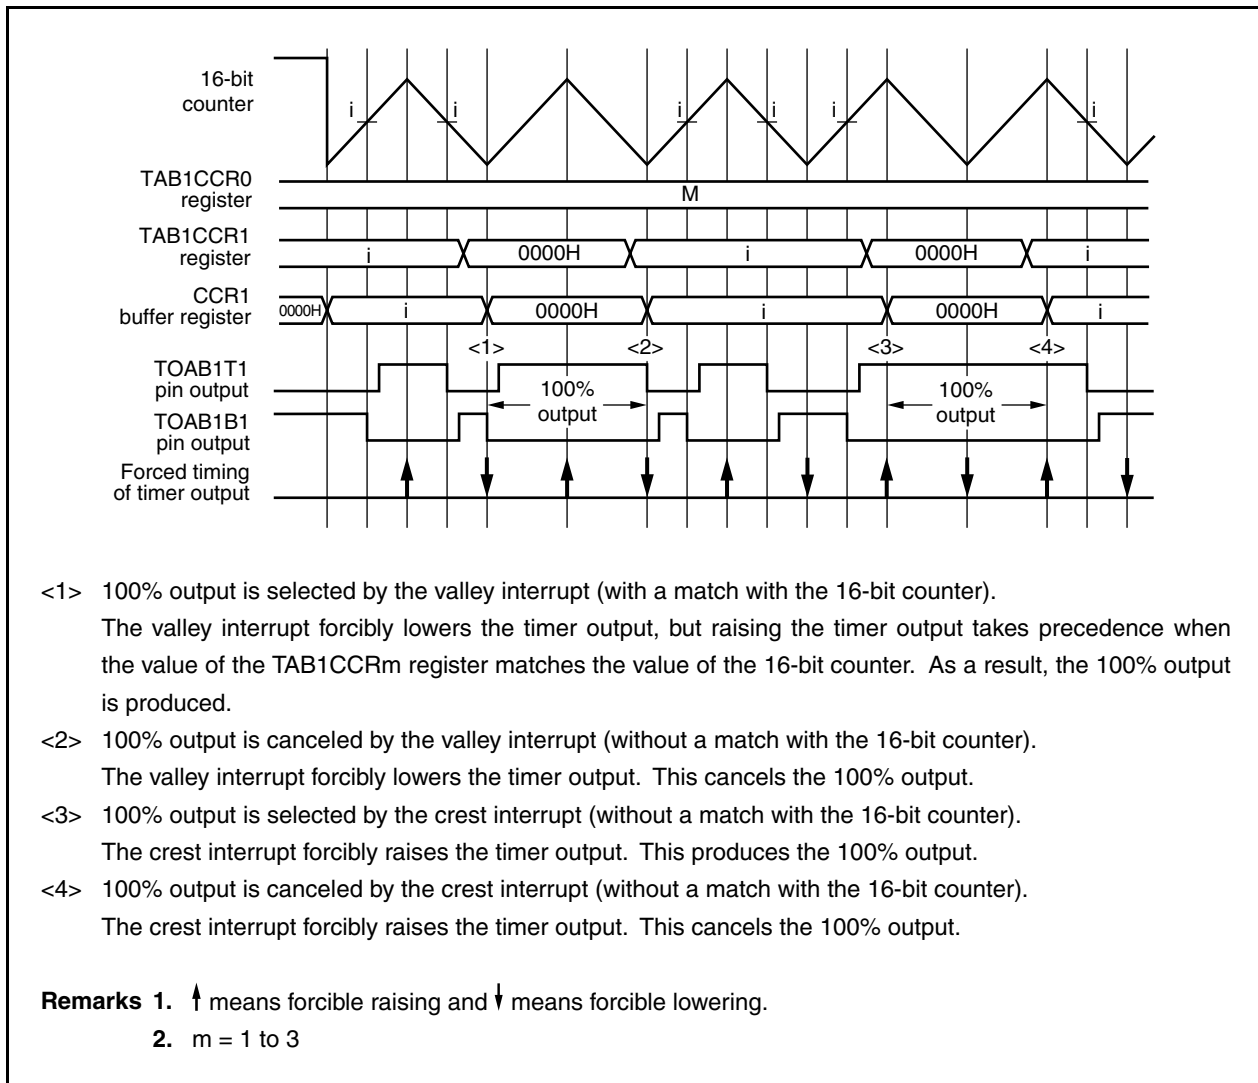 16-bit
counter
i
i
i
i
i
i
TAB1CCR0
register
M
TAB1CCR1
register
i
0000H
i
0000H
i
CCR1
buffer register
0000H
i
0000H
i
0000H
i
<1>
<2>
<3>
<4>
TOAB1T1
pin output
100%
output
100%
output
TOAB1B1
pin output
Forced timing
of timer output
<1> 100% output is selected by the valley interrupt (with a match with the 16-bit counter).
The valley interrupt forcibly lowers the timer output, but raising the timer output takes precedence when
the value of the TAB1CCRm register matches the value of the 16-bit counter. As a result, the 100% output
is produced.
<2> 100% output is canceled by the valley interrupt (without a match with the 16-bit counter).
The valley interrupt forcibly lowers the timer output. This cancels the 100% output.
<3> 100% output is selected by the crest interrupt (without a match with the 16-bit counter).
The crest interrupt forcibly raises the timer output. This produces the 100% output.
<4> 100% output is canceled by the crest interrupt (without a match with the 16-bit counter).
The crest interrupt forcibly raises the timer output. This cancels the 100% output.
Remarks 1. ↑ means forcible raising and ↓ means forcible lowering.
2. m = 1 to 3